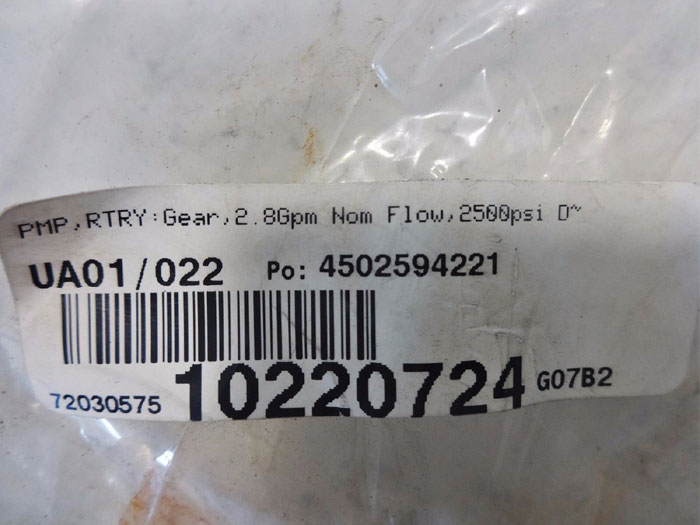 PMP,RTRY:Gear,2.8Gpm Nom Flow,2500psi D~
UA01/022 Po: 4502594221
72030575 10220724 G07B2